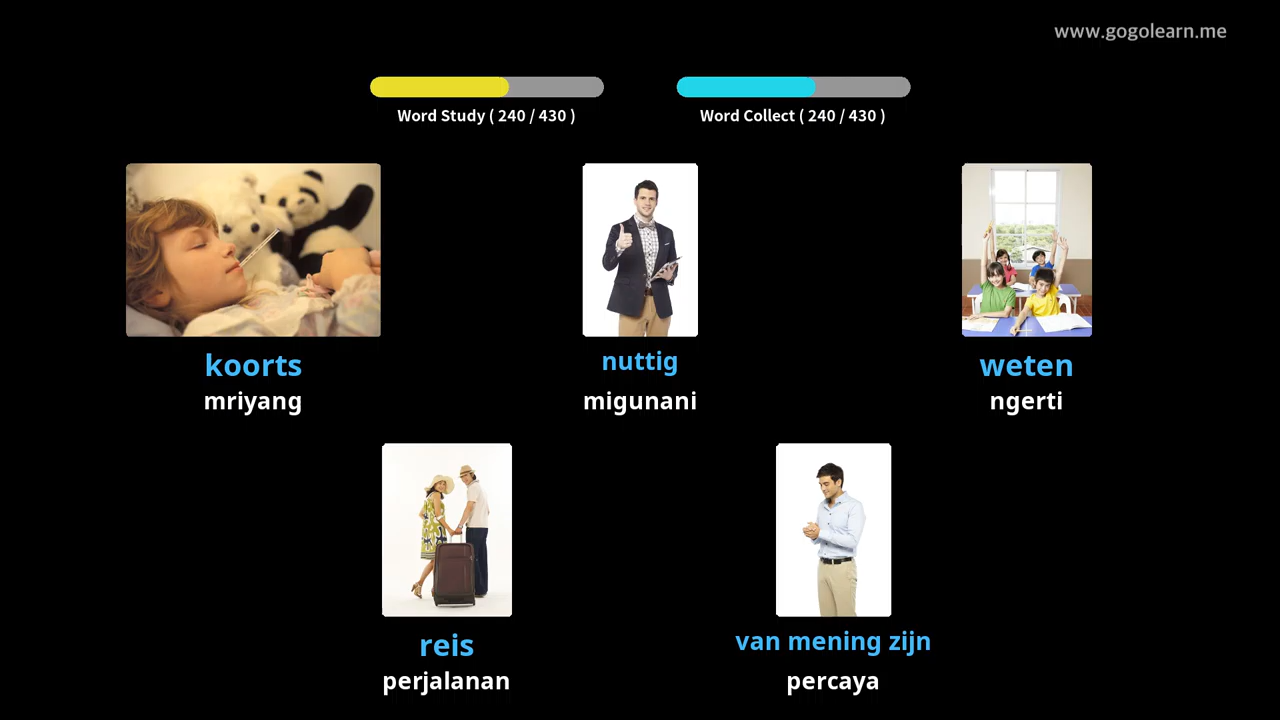 www.gogolearn.me
Word Study ( 240 / 430 )
Word Collect ( 240 / 430 )
koorts
mriyang
nuttig
migunani
weten
ngerti
reis
perjalanan
van mening zijn
percaya